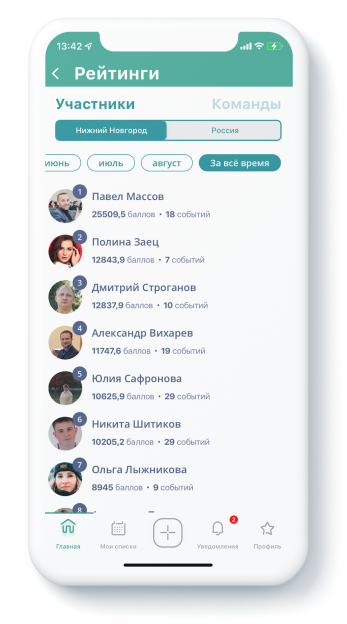 13:42
Рейтинги
Участники Команды
Нижний Новгород Россия
июнь июль август За всё время
1
Павел Массов
25509,5 баллов • 18 событий
2
Полина Заец
12843,9 баллов • 7 событий
3
Дмитрий Строганов
12837,9 баллов • 10 событий
4
Александр Вихарев
11747,6 баллов • 19 событий
5
Юлия Сафронова
10625,9 баллов • 29 событий
6
Никита Шитиков
10205,2 баллов • 29 событий
7
Ольга Лыжникова
8945 баллов • 9 событий
8
2
Главная Мои списки Уведомления Профиль